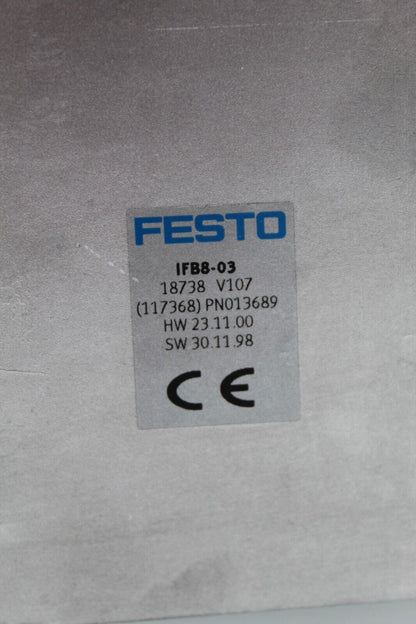 FESTO
IFB8-03
18738 V107
(117368) PN013689
HW 23.11.00
SW 30.11.98
CE